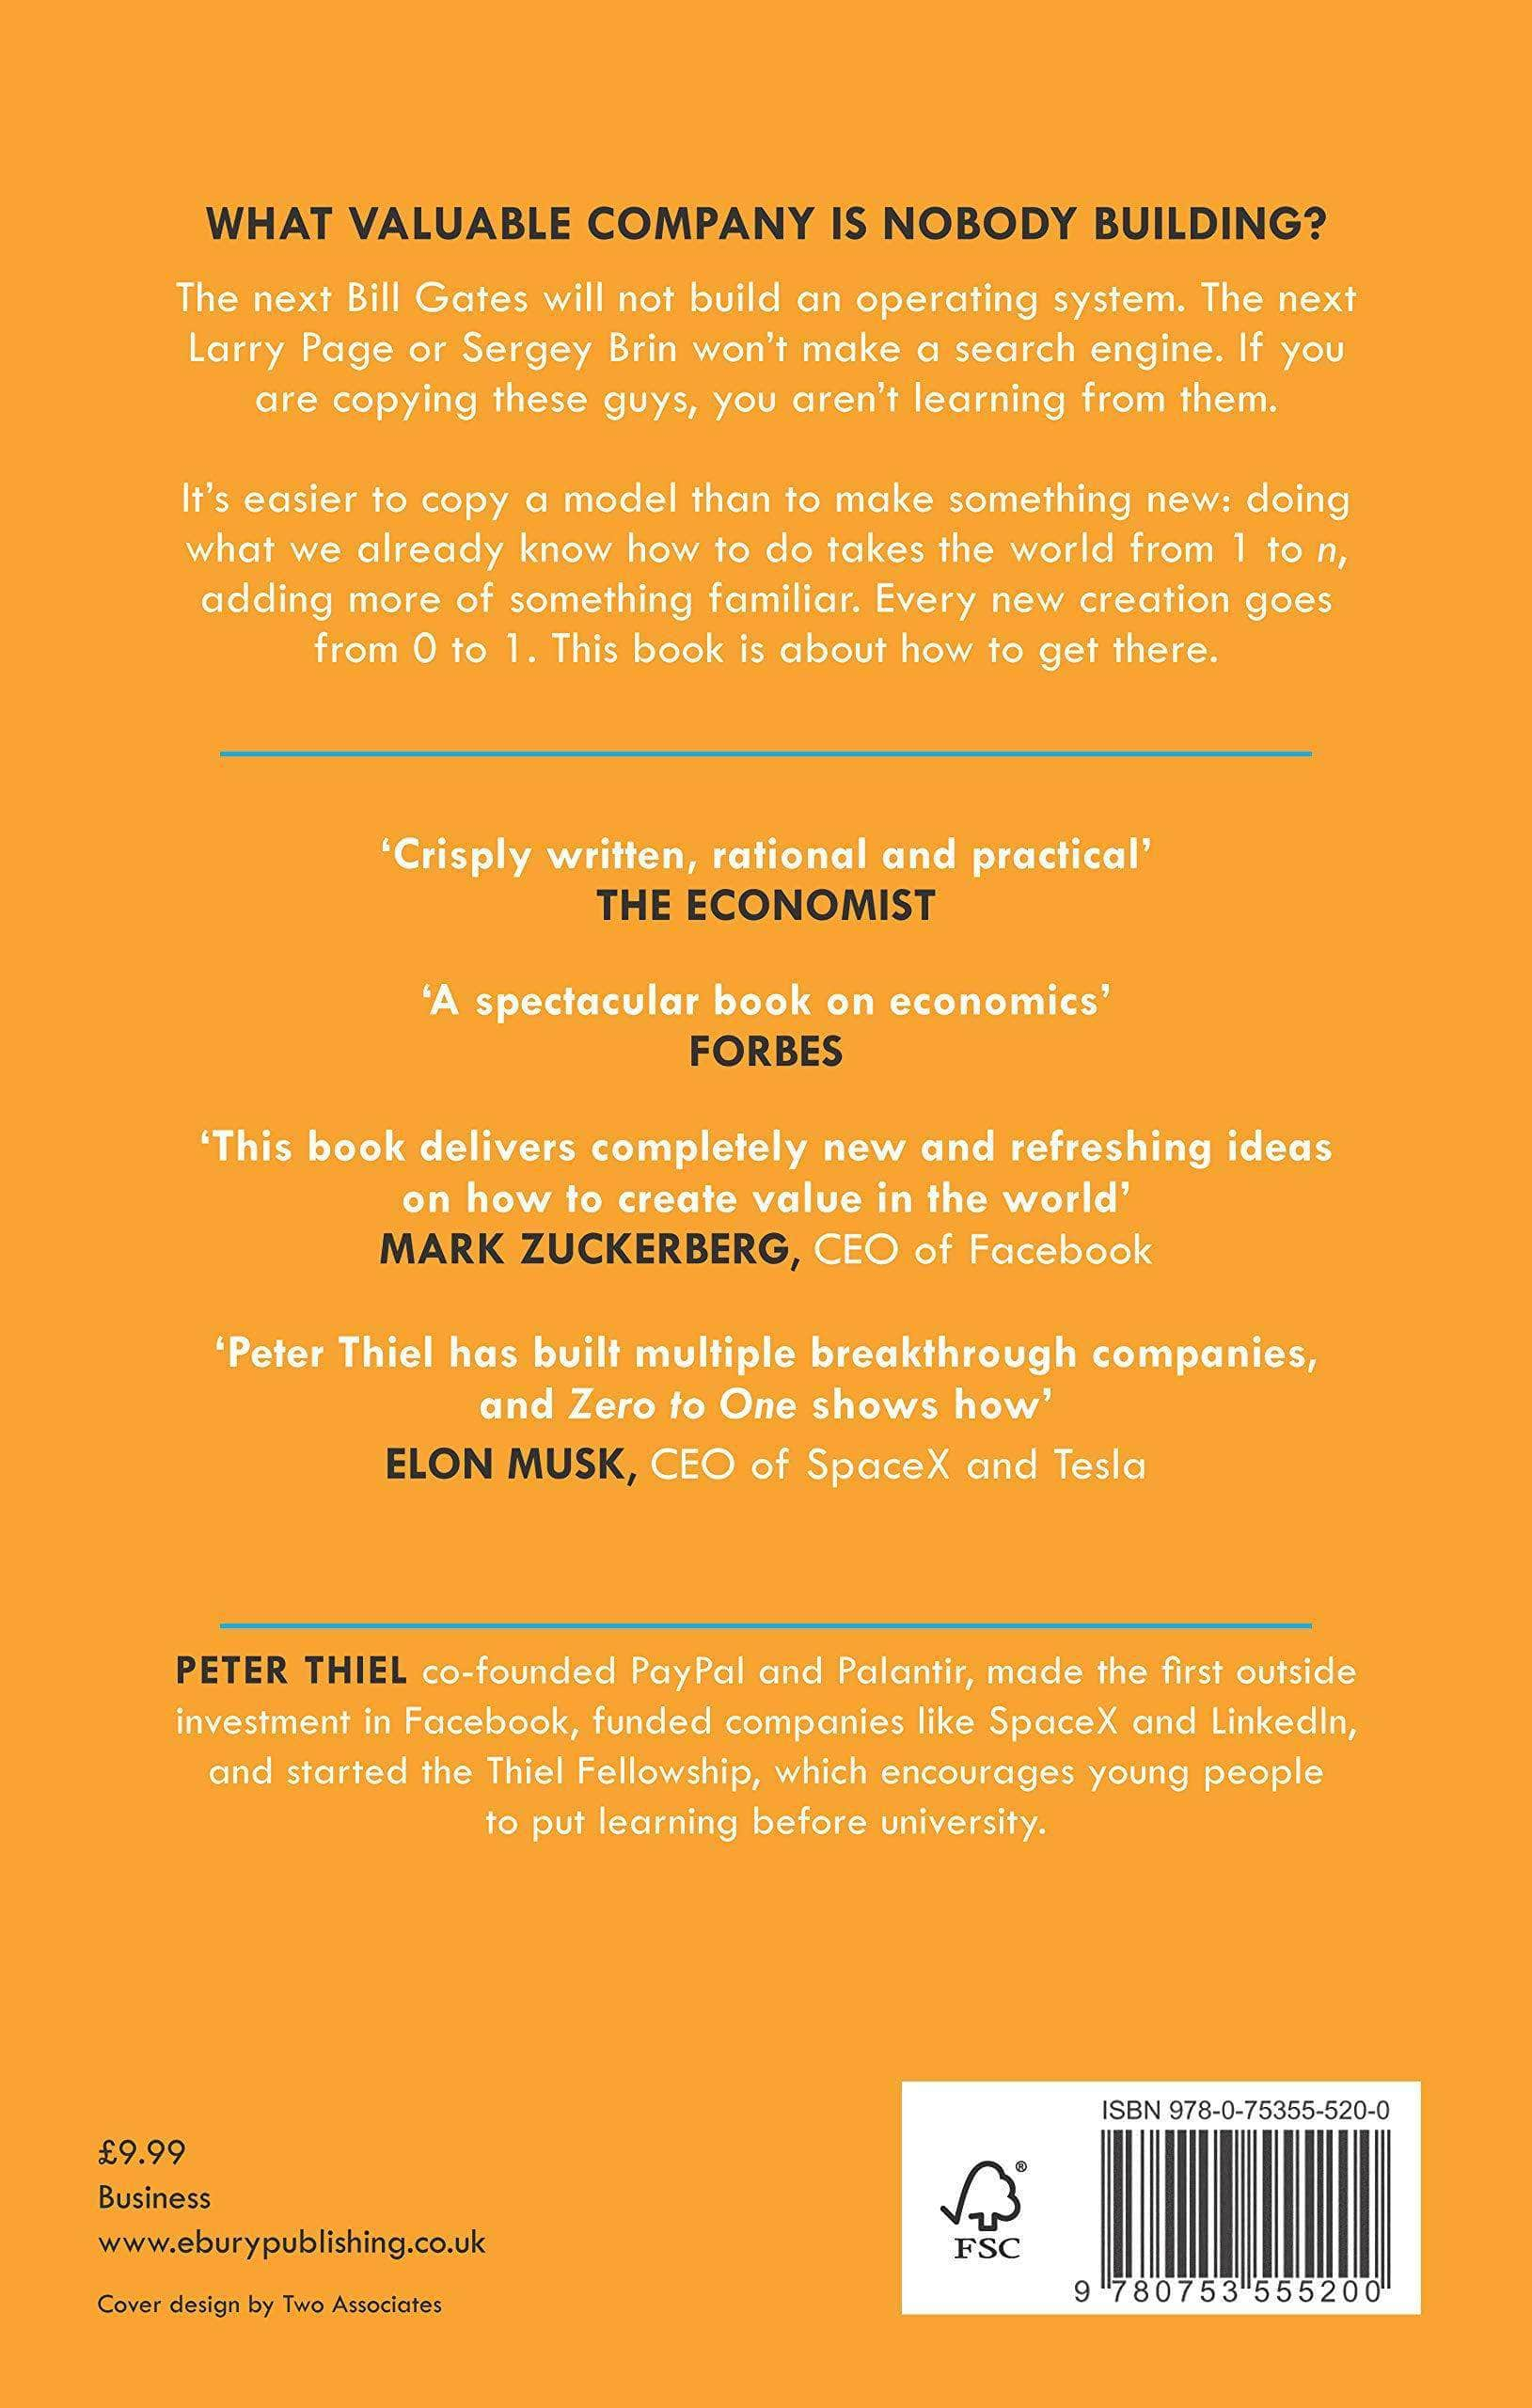 WHAT VALUABLE COMPANY IS NOBODY BUILDING?
The next Bill Gates will not build an operating system. The next
Larry Page or Sergey Brin won’t make a search engine. If you
are copying these guys, you aren’t learning from them.
It’s easier to copy a model than to make something new: doing
what we already know how to do takes the world from 1 to n,
adding more of something familiar. Every new creation goes
from 0 to 1. This book is about how to get there.
‘Crisply written, rational and practical’
THE ECONOMIST
‘A spectacular book on economics’
FORBES
‘This book delivers completely new and refreshing ideas
on how to create value in the world’
MARK ZUCKERBERG, CEO of Facebook
‘Peter Thiel has built multiple breakthrough companies,
and Zero to One shows how’
ELON MUSK, CEO of SpaceX and Tesla
PETER THIEL co-founded PayPal and Palantir, made the first outside
investment in Facebook, funded companies like SpaceX and LinkedIn,
and started the Thiel Fellowship, which encourages young people
to put learning before university.
£9.99
Business
www.eburypublishing.co.uk
Cover design by Two Associates
ISBN 978-0-75355-520-0
®
FSC
9 780753 555200